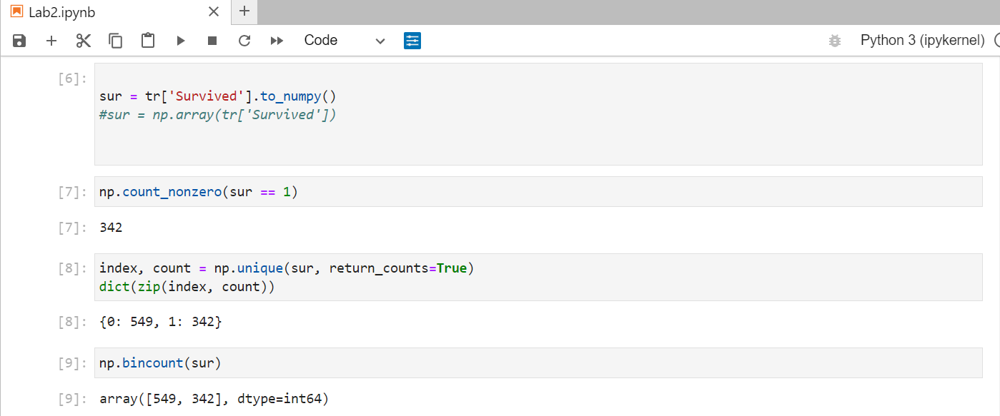 Lab2.ipynb
Code
Python 3 (ipykernel)
[6]:
sur = tr['Survived'].to_numpy()
#sur = np.array(tr['Survived'])
[7]: np.count_nonzero(sur == 1)
[7]: 342
[8]: index, count = np.unique(sur, return_counts=True)
dict(zip(index, count))
[8]: {0: 549, 1: 342}
[9]: np.bincount(sur)
[9]: array([549, 342], dtype=int64)